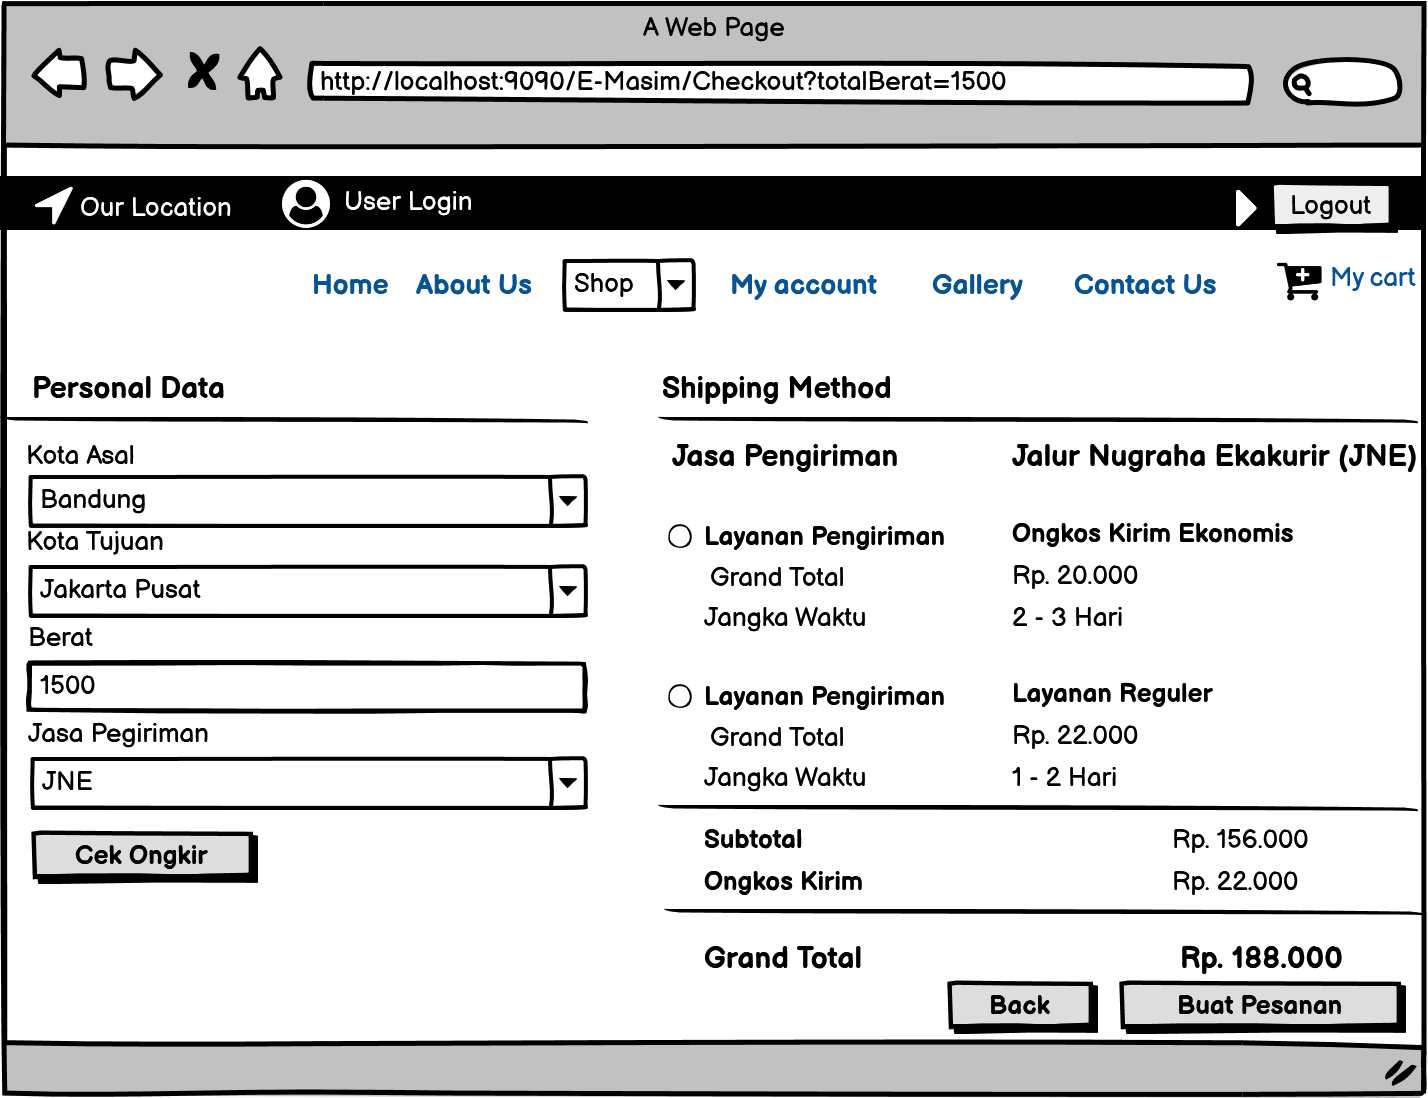 A Web Page
http://localhost:9090/E-Masim/Checkout?totalBerat=1500
Our Location
User Login
Logout
Home
About Us
Shop
My account
Gallery
Contact Us
My cart
Personal Data
Kota Asal
Bandung
Kota Tujuan
Jakarta Pusat
Berat
1500
Jasa Pegiriman
JNE
Cek Ongkir
Shipping Method
Jasa Pengiriman
Jalur Nugraha Ekakurir (JNE)
Layanan Pengiriman
Ongkos Kirim Ekonomis
Grand Total
Rp. 20.000
Jangka Waktu
2 - 3 Hari
Layanan Pengiriman
Layanan Reguler
Grand Total
Rp. 22.000
Jangka Waktu
1 - 2 Hari
Subtotal
Rp. 156.000
Ongkos Kirim
Rp. 22.000
Grand Total
Rp. 188.000
Back
Buat Pesanan